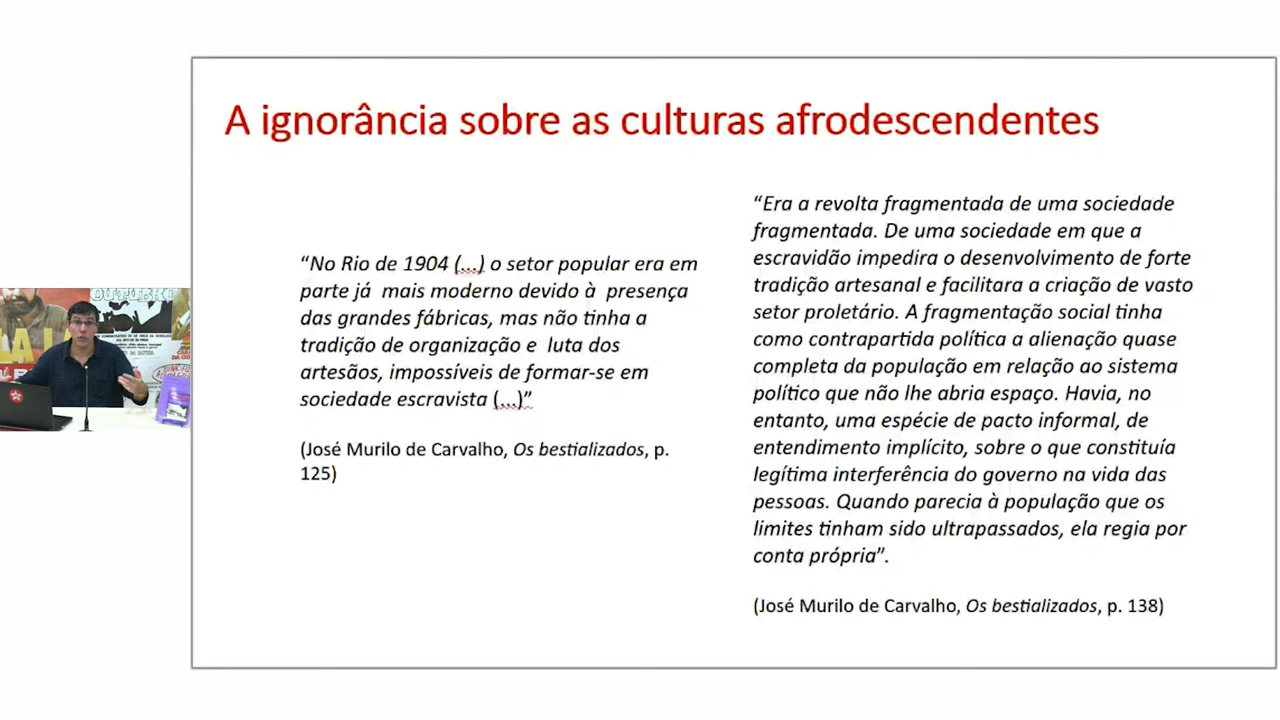 A ignorância sobre as culturas afrodescendentes
“No Rio de 1904 (...) o setor popular era em
parte já mais moderno devido à presença
das grandes fábricas, mas não tinha a
tradição de organização e luta dos
artesãos, impossíveis de formar-se em
sociedade escravista (...)”
(José Murilo de Carvalho, Os bestializados, p.
125)
“Era a revolta fragmentada de uma sociedade
fragmentada. De uma sociedade em que a
escravidão impedira o desenvolvimento de forte
tradição artesanal e facilitara a criação de vasto
setor proletário. A fragmentação social tinha
como contrapartida política a alienação quase
completa da população em relação ao sistema
político que não lhe abria espaço. Havia, no
entanto, uma espécie de pacto informal, de
entendimento implícito, sobre o que constituía
legítima interferência do governo na vida das
pessoas. Quando parecia à população que os
limites tinham sido ultrapassados, ela regia por
conta própria”.
(José Murilo de Carvalho, Os bestializados, p. 138)
OUTUBRO